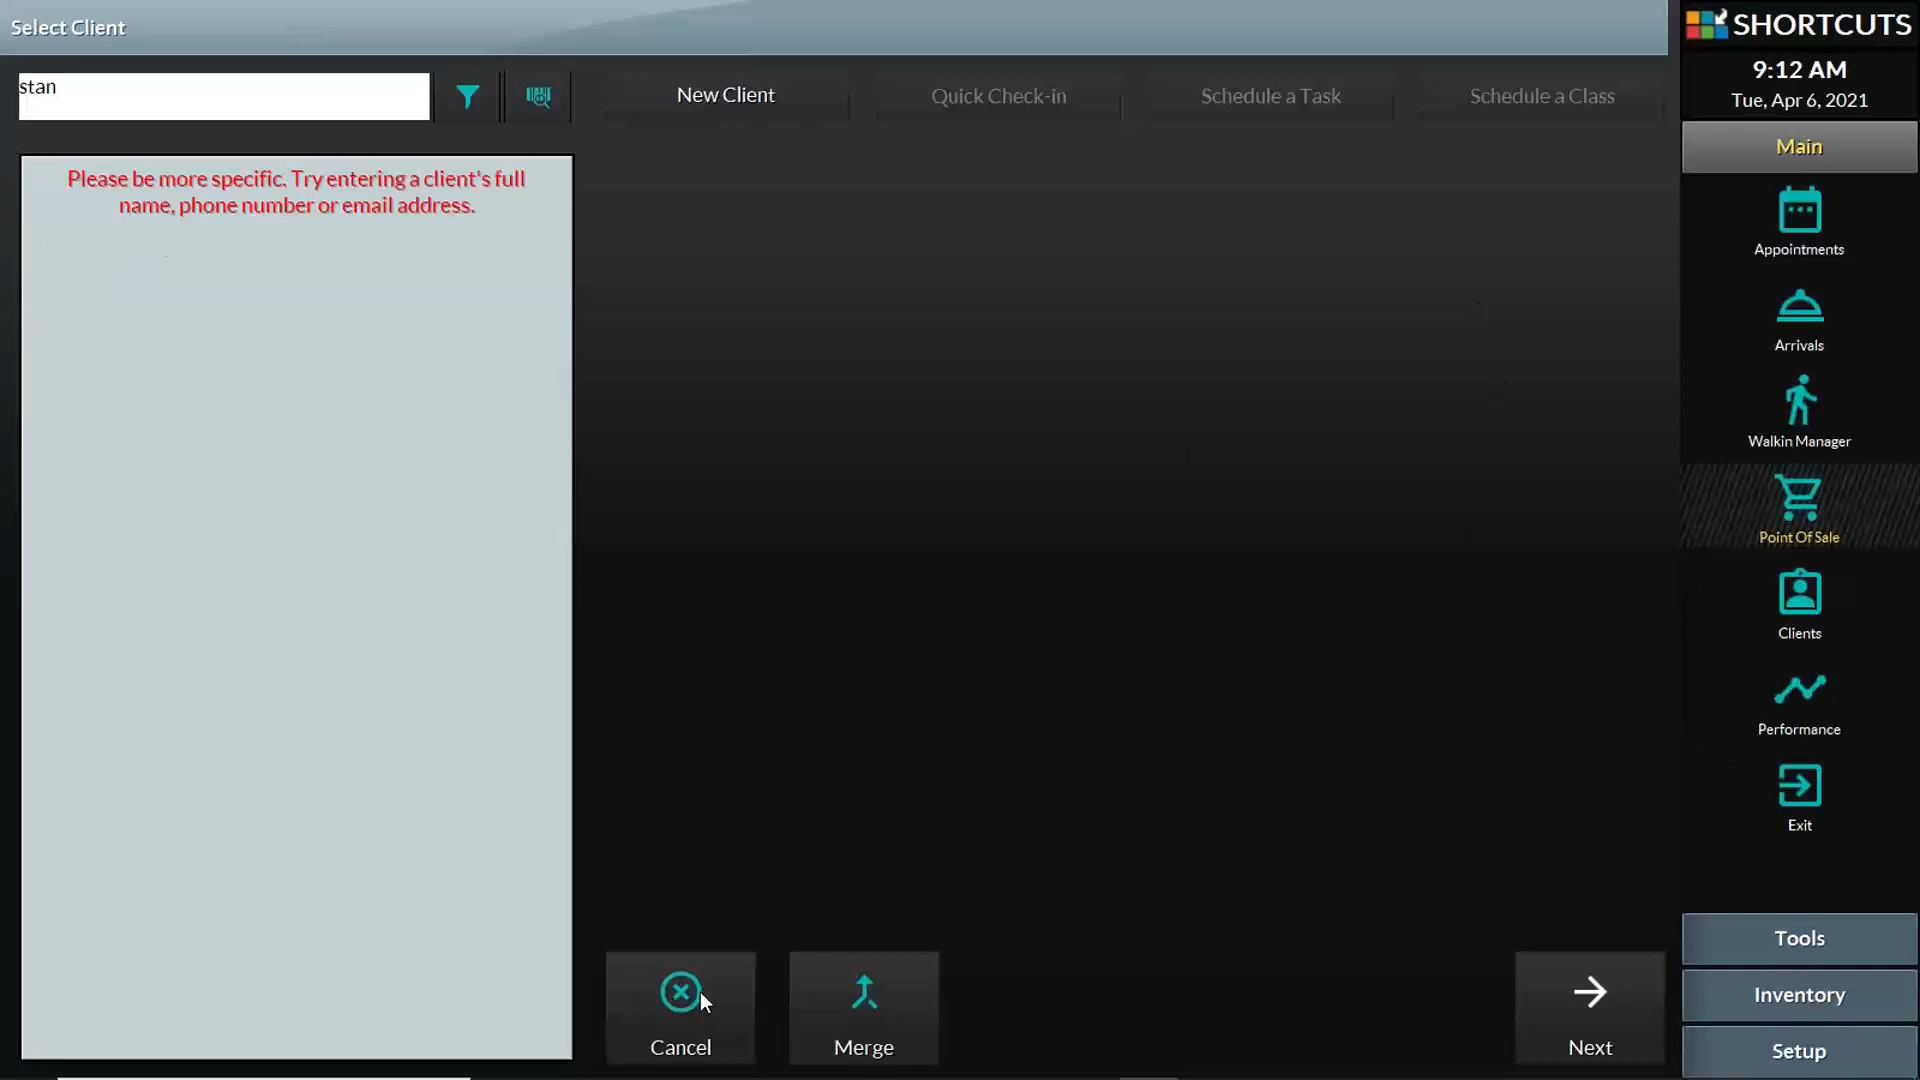 Select Client
stan
New Client
Quick Check-in
Schedule a Task
Schedule a Class
Please be more specific. Try entering a client's full
name, phone number or email address.
Cancel
Merge
Next
SHORTCUTS
9:12 AM
Tue, Apr 6, 2021
Main
Appointments
Arrivals
Walkin Manager
Point Of Sale
Clients
Performance
Exit
Tools
Inventory
Setup